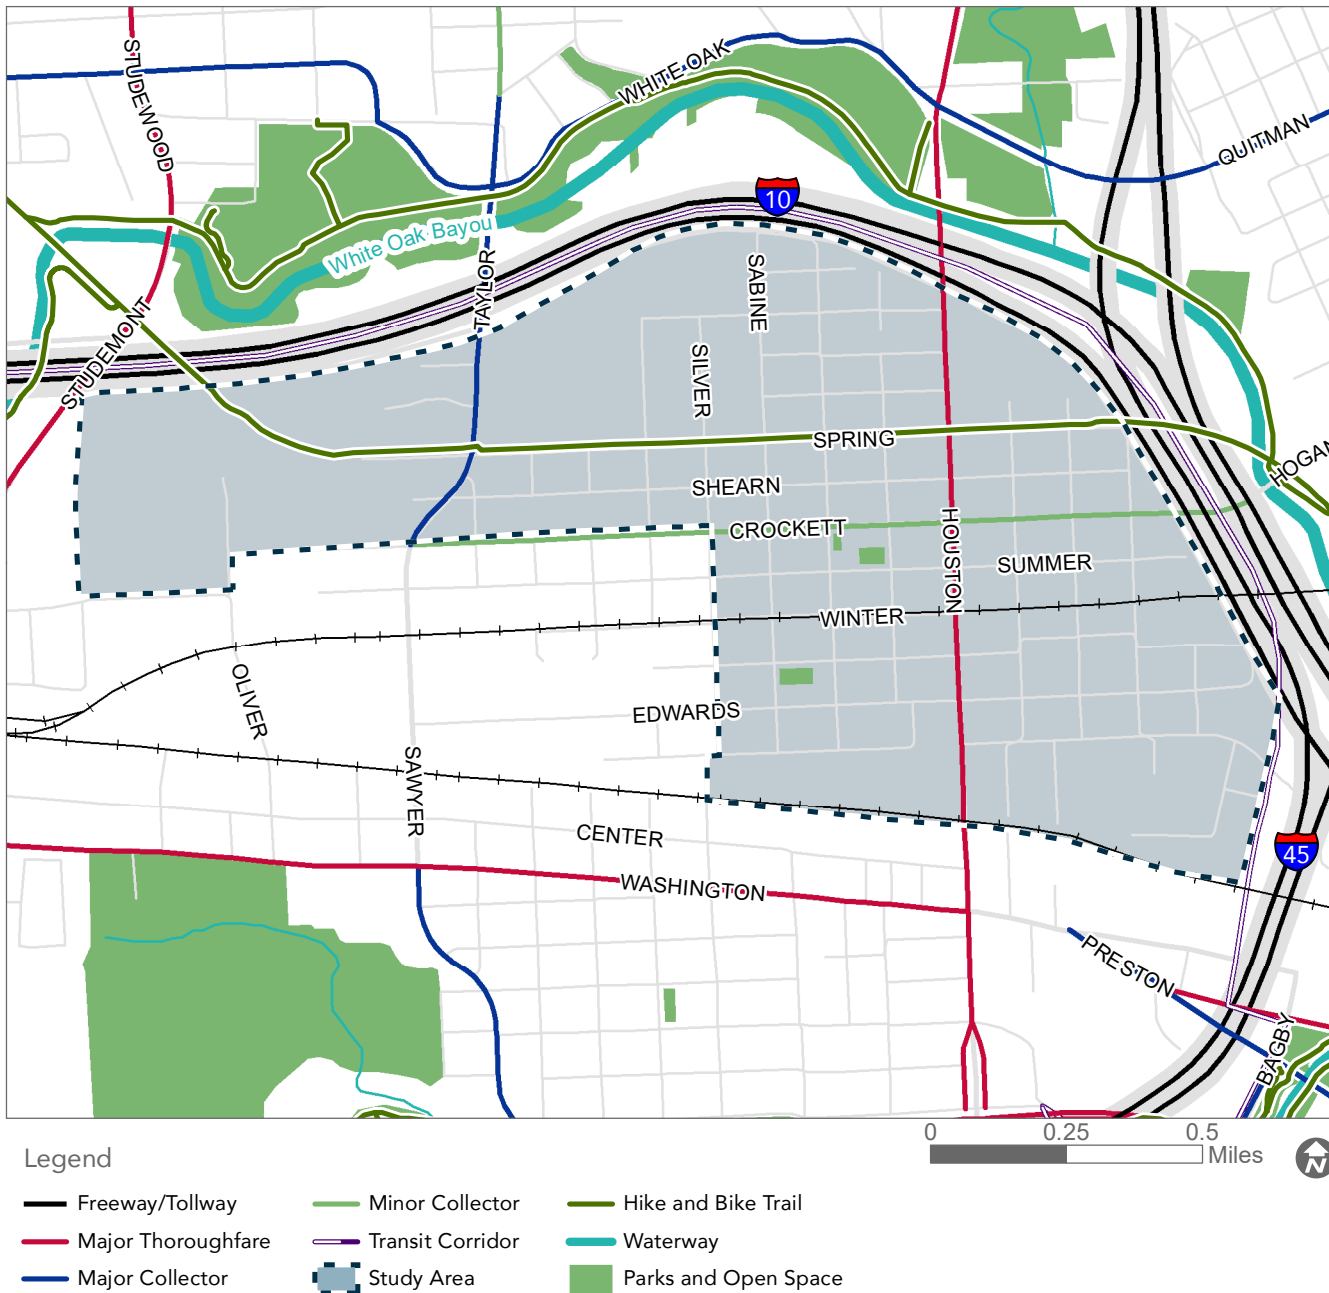 STUDEWOOD
WHITE OAK
QUITMAN
10
White Oak Bayou
TAYLOR
SABINE
STUDEMONT
SILVER
SPRING
HOGAN
SHEARN
CROCKETT
HOUSTON
SUMMER
WINTER
OLIVER
EDWARDS
SAWYER
CENTER
45
WASHINGTON
PRESTON
BAGBY
0 0.25 0.5
Miles
N
Legend
Freeway/Tollway
Major Thoroughfare
Major Collector
Minor Collector
Transit Corridor
Study Area
Hike and Bike Trail
Waterway
Parks and Open Space